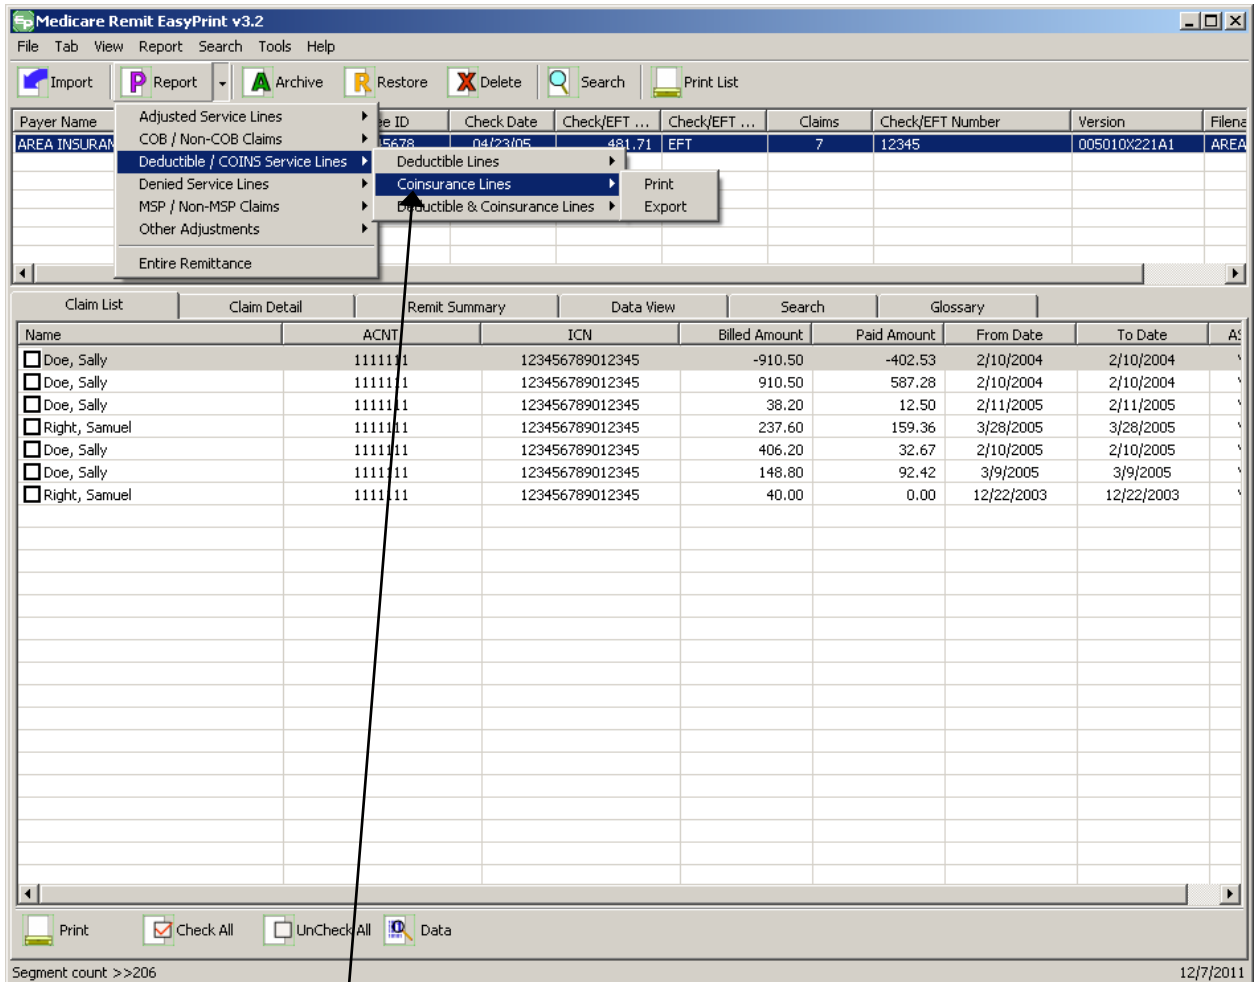 Medicare Remit EasyPrint v3.2
File Tab View Report Search Tools Help
Import Report Archive Restore Delete Search Print List
Payer Name ee ID Check Date Check/EFT ... Check/EFT ... Claims Check/EFT Number Version Filena
AREA INSURAN 45678 04/23/05 481.71 EFT 7 12345 005010X221A1 AREA
Adjusted Service Lines
COB / Non-COB Claims
Deductible / COINS Service Lines
Denied Service Lines
MSP / Non-MSP Claims
Other Adjustments
Entire Remittance
Deductible Lines
Coinsurance Lines
Deductible & Coinsurance Lines
Print
Export
Claim List Claim Detail Remit Summary Data View Search Glossary
Name ACNT ICN Billed Amount Paid Amount From Date To Date AS
Doe, Sally 1111111 123456789012345 -910.50 -402.53 2/10/2004 2/10/2004
Doe, Sally 1111111 123456789012345 910.50 587.28 2/10/2004 2/10/2004
Doe, Sally 1111111 123456789012345 38.20 12.50 2/11/2005 2/11/2005
Right, Samuel 1111111 123456789012345 237.60 159.36 3/28/2005 3/28/2005
Doe, Sally 1111111 123456789012345 406.20 32.67 2/10/2005 2/10/2005
Doe, Sally 1111111 123456789012345 148.80 92.42 3/9/2005 3/9/2005
Right, Samuel 1111111 123456789012345 40.00 0.00 12/22/2003 12/22/2003
Print Check All UnCheck All Data
Segment count >>206 12/7/2011